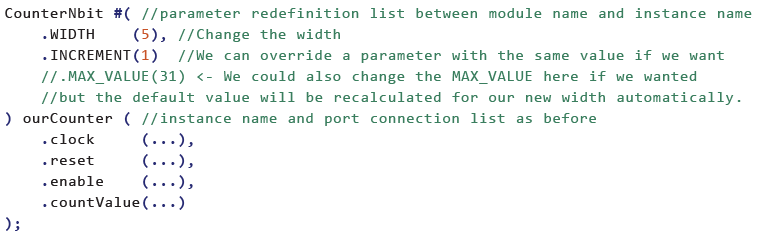 CounterNbit #( //parameter redefinition list between module name and instance name
    .WIDTH    (5), //Change the width
    .INCREMENT(1)  //We can override a parameter with the same value if we want
    //.MAX_VALUE(31) <- We could also change the MAX_VALUE here if we wanted
    //but the default value will be recalculated for our new width automatically.
) ourCounter ( //instance name and port connection list as before
    .clock     (...),
    .reset     (...),
    .enable    (...),
    .countValue(...)
);